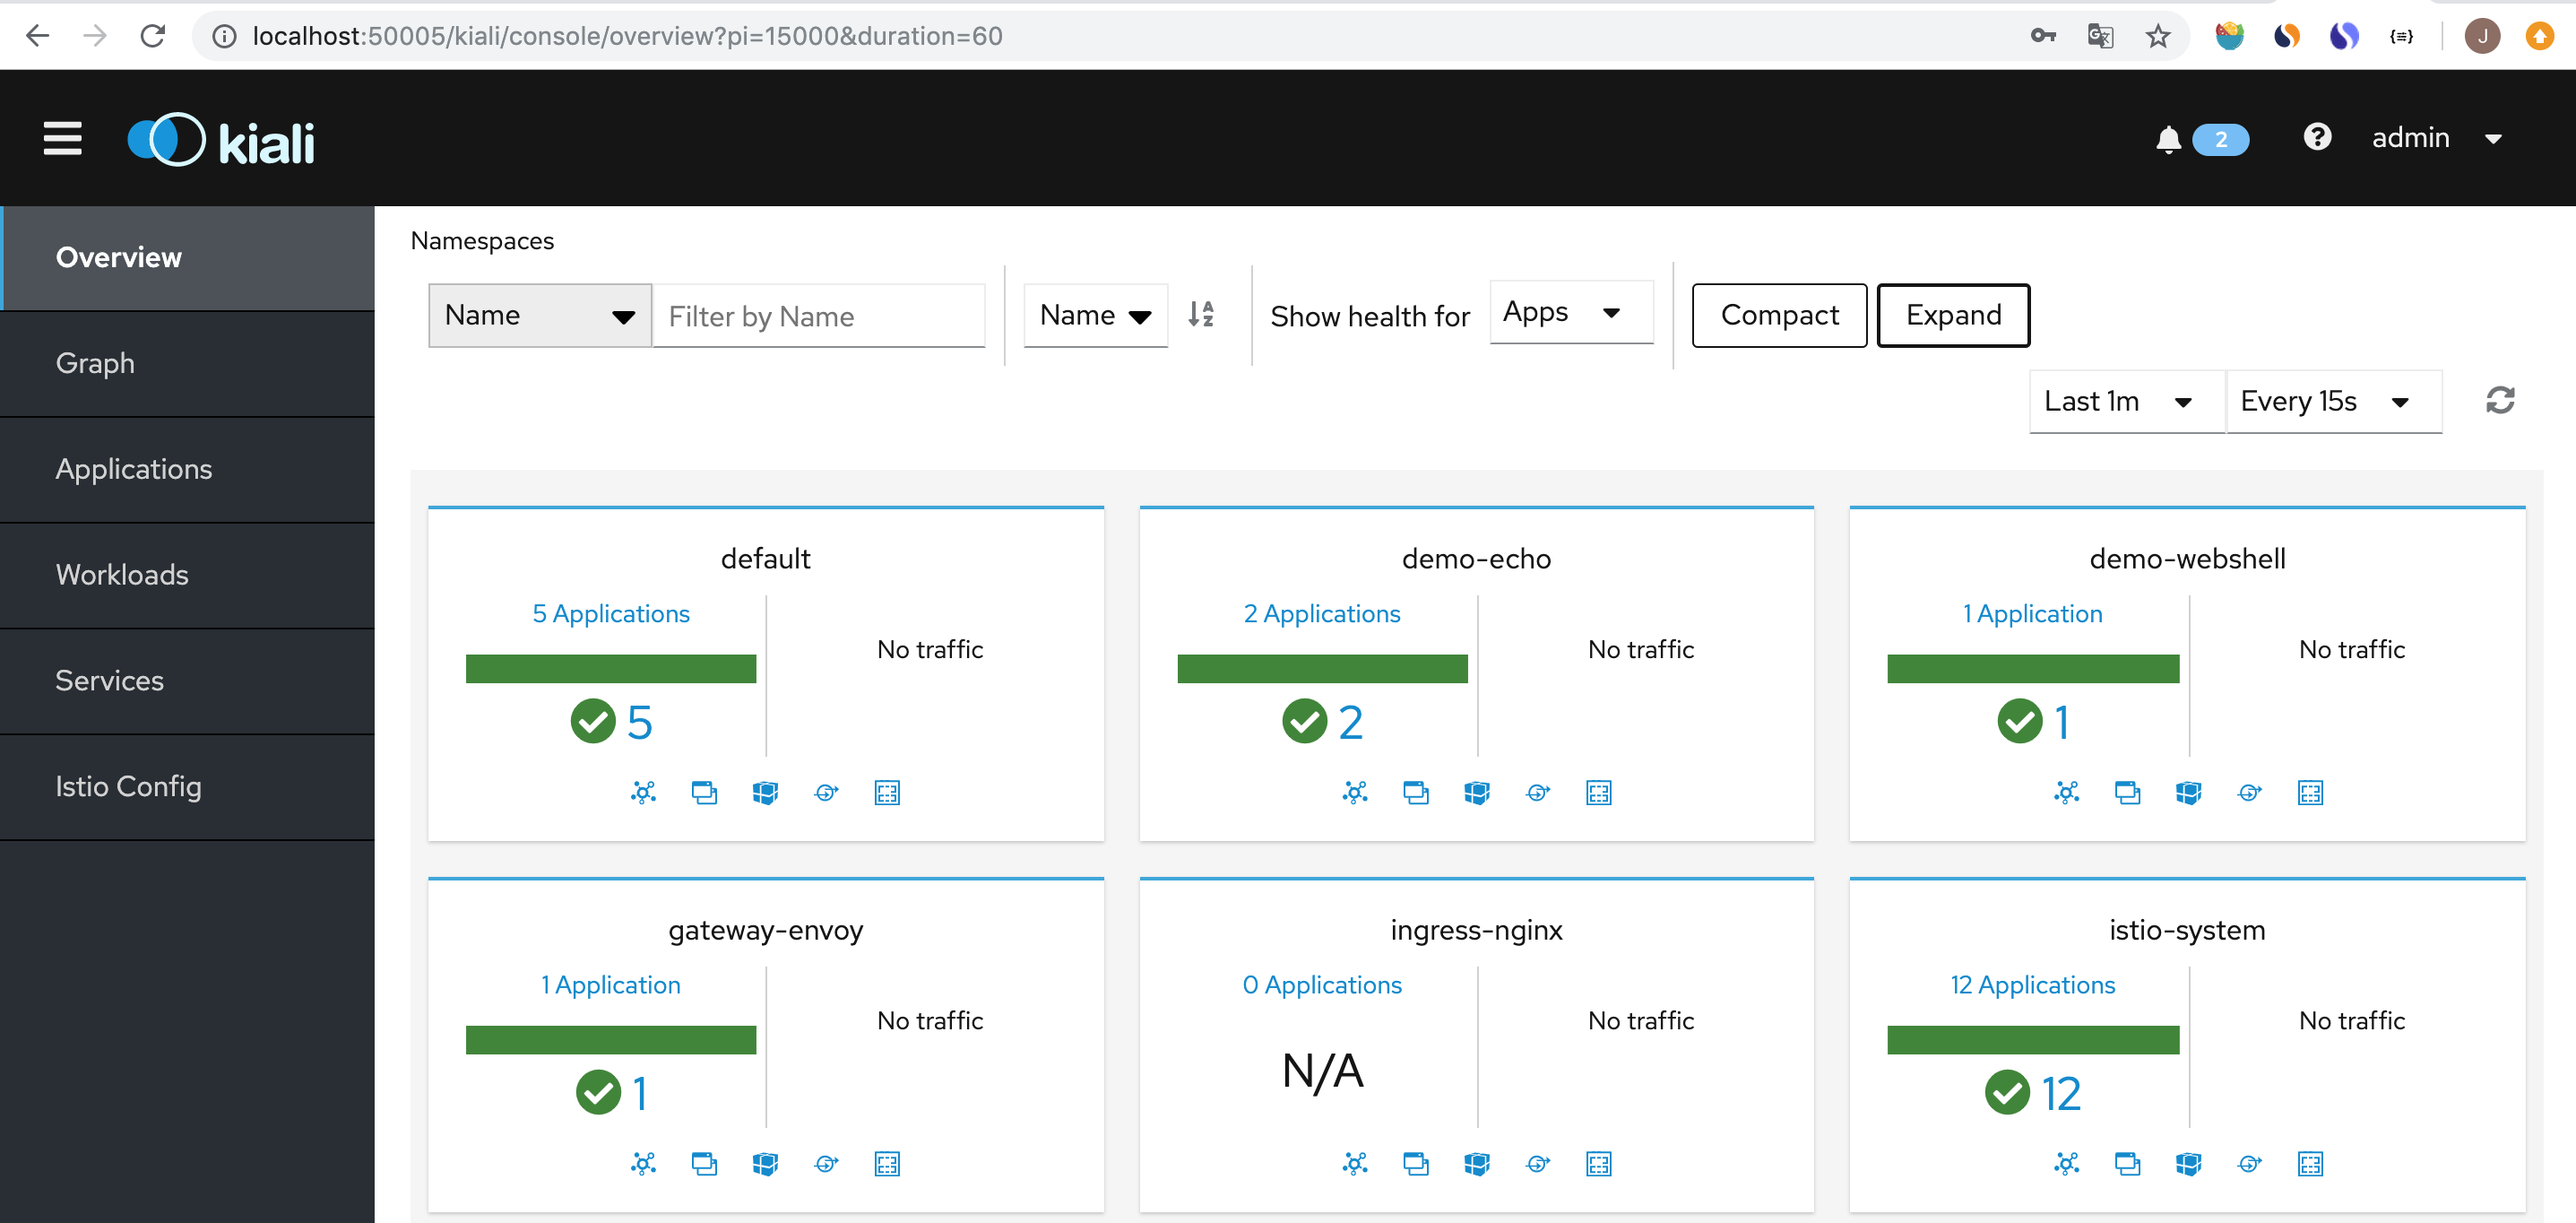 localhost:50005/kiali/console/overview?pi=15000&duration=60
J
kiali
2
admin
Overview
Graph
Applications
Workloads
Services
Istio Config
Namespaces
Name Filter by Name Name Show health for Apps Compact Expand
Last 1m Every 15s
default demo-echo demo-webshell
5 Applications No traffic 2 Applications No traffic 1 Application No traffic
5 2 1
gateway-envoy ingress-nginx istio-system
1 Application No traffic 0 Applications No traffic 12 Applications No traffic
1 N/A 12